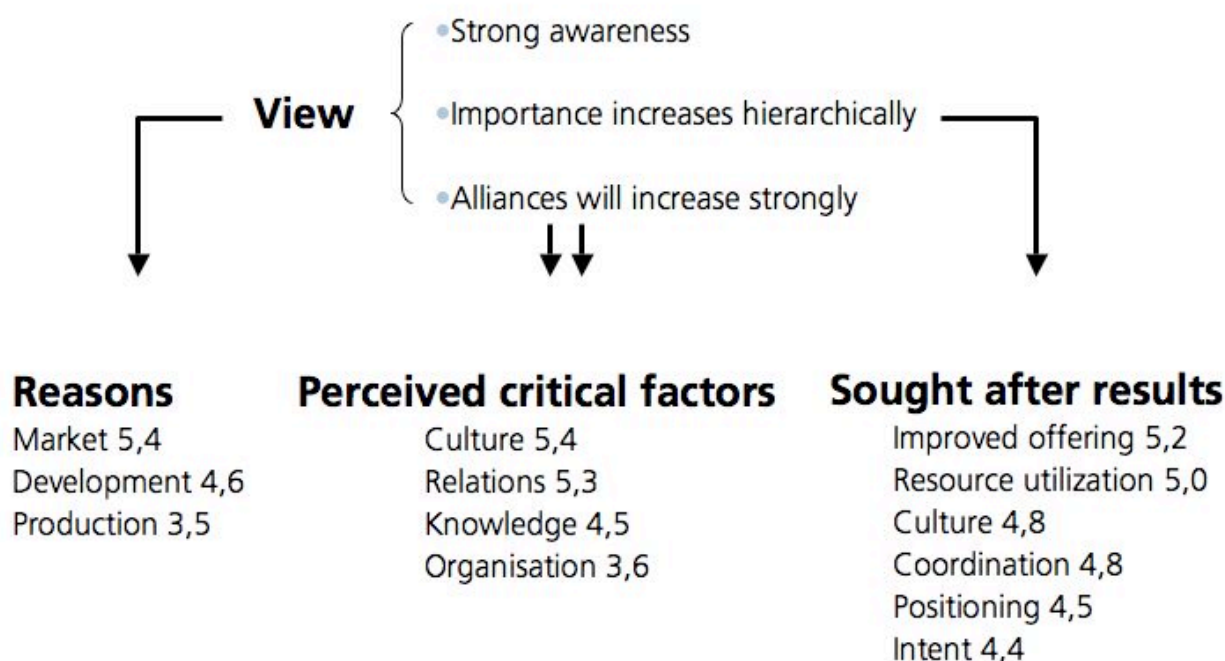 •Strong awareness
View
•Importance increases hierarchically
•Alliances will increase strongly
Reasons
Market 5,4
Development 4,6
Production 3,5
Perceived critical factors
Culture 5,4
Relations 5,3
Knowledge 4,5
Organisation 3,6
Sought after results
Improved offering 5,2
Resource utilization 5,0
Culture 4,8
Coordination 4,8
Positioning 4,5
Intent 4,4